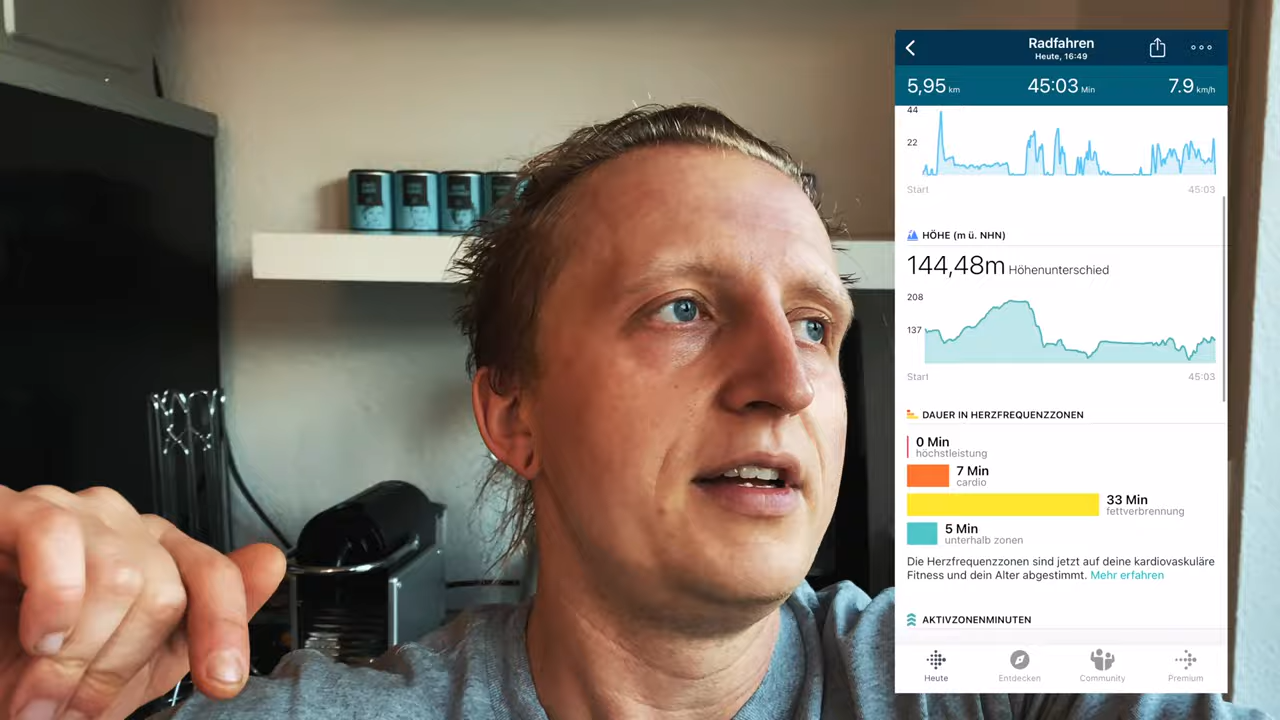 Radfahren
Heute, 16:49
5,95 km 45:03 Min 7.9 km/h
44
22
Start 45:03
HÖHE (m ü. NHN)
144,48m Höhenunterschied
208
137
Start 45:03
DAUER IN HERZFREQUENZZONEN
0 Min
höchstleistung
7 Min
cardio
33 Min
fettverbrennung
5 Min
unterhalb zonen
Die Herzfrequenzzonen sind jetzt auf deine kardiovaskuläre
Fitness und dein Alter abgestimmt. Mehr erfahren
AKTIVZONENMINUTEN
Heute Entdecken Community Premium